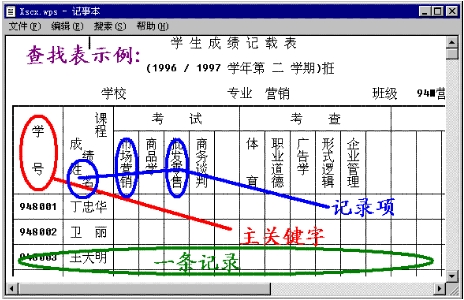 Xscx.wps - 记事本
文件(F) 编辑(E) 搜索(S) 帮助(H)
查找表示例:
学生成绩记载表
(1996 / 1997 学年第 二 学期)班
学校 专业 营销 班级 94
学号 课程 成绩 姓名 考试 考查
市场营销 商品学 批发零售 商务谈判 体育 职业道德 广告学 形式逻辑 企业管理
948001 丁忠华
记录项
948002 卫 丽
主关键字
948003 王大明
一条记录